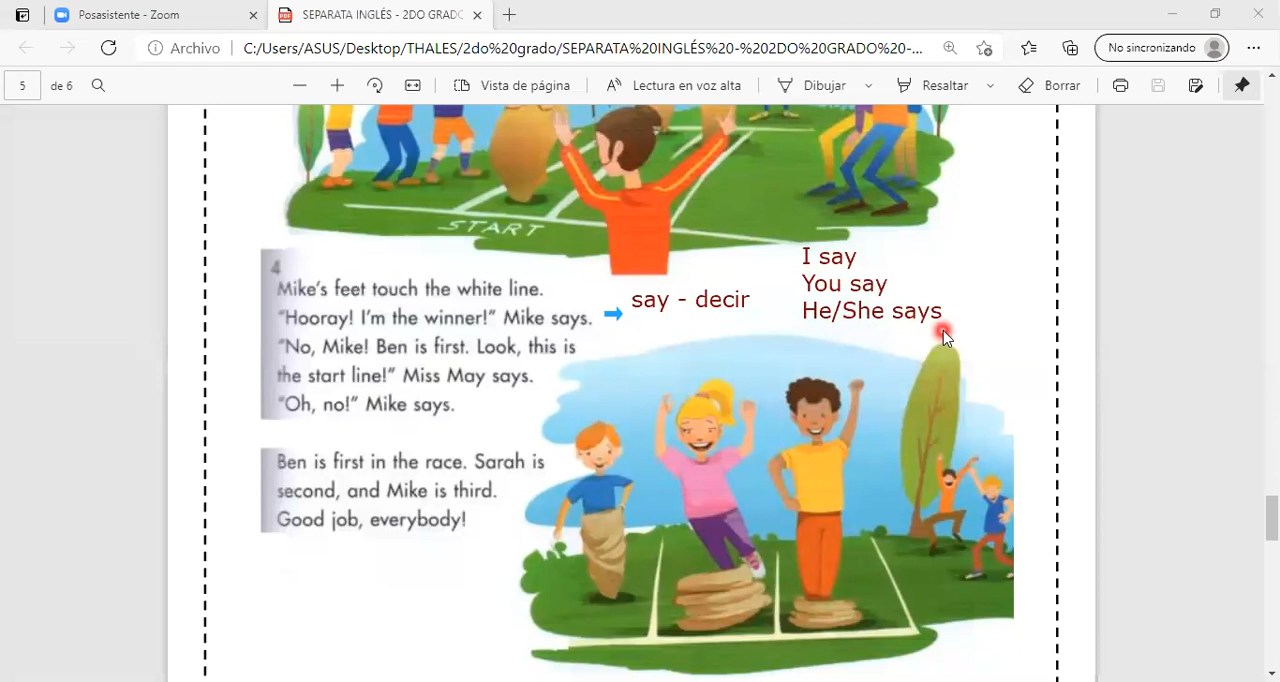 Posasistente - Zoom
SEPARATA INGLÉS - 2DO GRADO
Archivo
C:/Users/ASUS/Desktop/THALES/2do%20grado/SEPARATA%20INGLÉS%20-%202DO%20GRADO%20-...
No sincronizando
5 de 6
Vista de página
Lectura en voz alta
Dibujar
Resaltar
Borrar
START
4
Mike's feet touch the white line.
"Hooray! I'm the winner!" Mike says.
"No, Mike! Ben is first. Look, this is
the start line!" Miss May says.
"Oh, no!" Mike says.
say - decir
I say
You say
He/She says
Ben is first in the race. Sarah is
second, and Mike is third.
Good job, everybody!